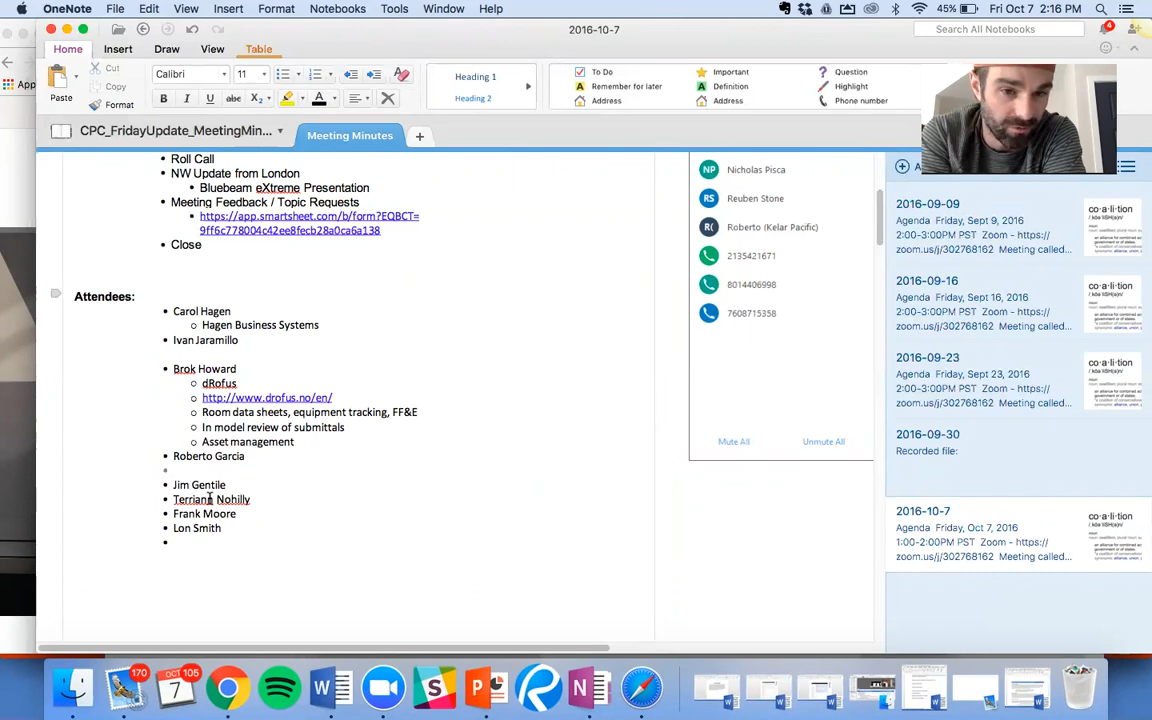 OneNote File Edit View Insert Format Notebooks Tools Window Help 45% Fri Oct 7 2:16 PM
2016-10-7 Search All Notebooks 4
Home Insert Draw View Table
Paste Cut Copy Format
Calibri 11
B I U abc X2 A
Heading 1
Heading 2
To Do Important Question
Remember for later Definition Highlight
Address Address Phone number
CPC_FridayUpdate_MeetingMin... Meeting Minutes +
• Roll Call
• NW Update from London
• Bluebeam eXtreme Presentation
• Meeting Feedback / Topic Requests
• https://app.smartsheet.com/b/form?EQBCT=
9ff6c778004c42ee8fecb28a0ca6a138
• Close
Attendees:
• Carol Hagen
o Hagen Business Systems
• Ivan Jaramillo
• Brok Howard
o dRofus
o http://www.drofus.no/en/
o Room data sheets, equipment tracking, FF&E
o In model review of submittals
o Asset management
• Roberto Garcia
• Jim Gentile
• Terriann Nohilly
• Frank Moore
• Lon Smith
NP Nicholas Pisca
RS Reuben Stone
R( Roberto (Kelar Pacific)
2135421671
8014406998
7608715358
Mute All Unmute All
2016-09-09
Agenda Friday, Sept 9, 2016
2:00-3:00PM PST Zoom - https://
zoom.us/j/302768162 Meeting called...
2016-09-16
Agenda Friday, Sept 16, 2016
2:00-3:00PM PST Zoom - https://
zoom.us/j/302768162 Meeting called...
2016-09-23
Agenda Friday, Sept 23, 2016
2:00-3:00PM PST Zoom - https://
zoom.us/j/302768162 Meeting called...
2016-09-30
Recorded file:
2016-10-7
Agenda Friday, Oct 7, 2016
1:00-2:00PM PST Zoom - https://
zoom.us/j/302768162 Meeting called...
co·a·li·tion
co·a·li·tion
co·a·li·tion
co·a·li·tion
App
170 OCT 105
7 W S P N